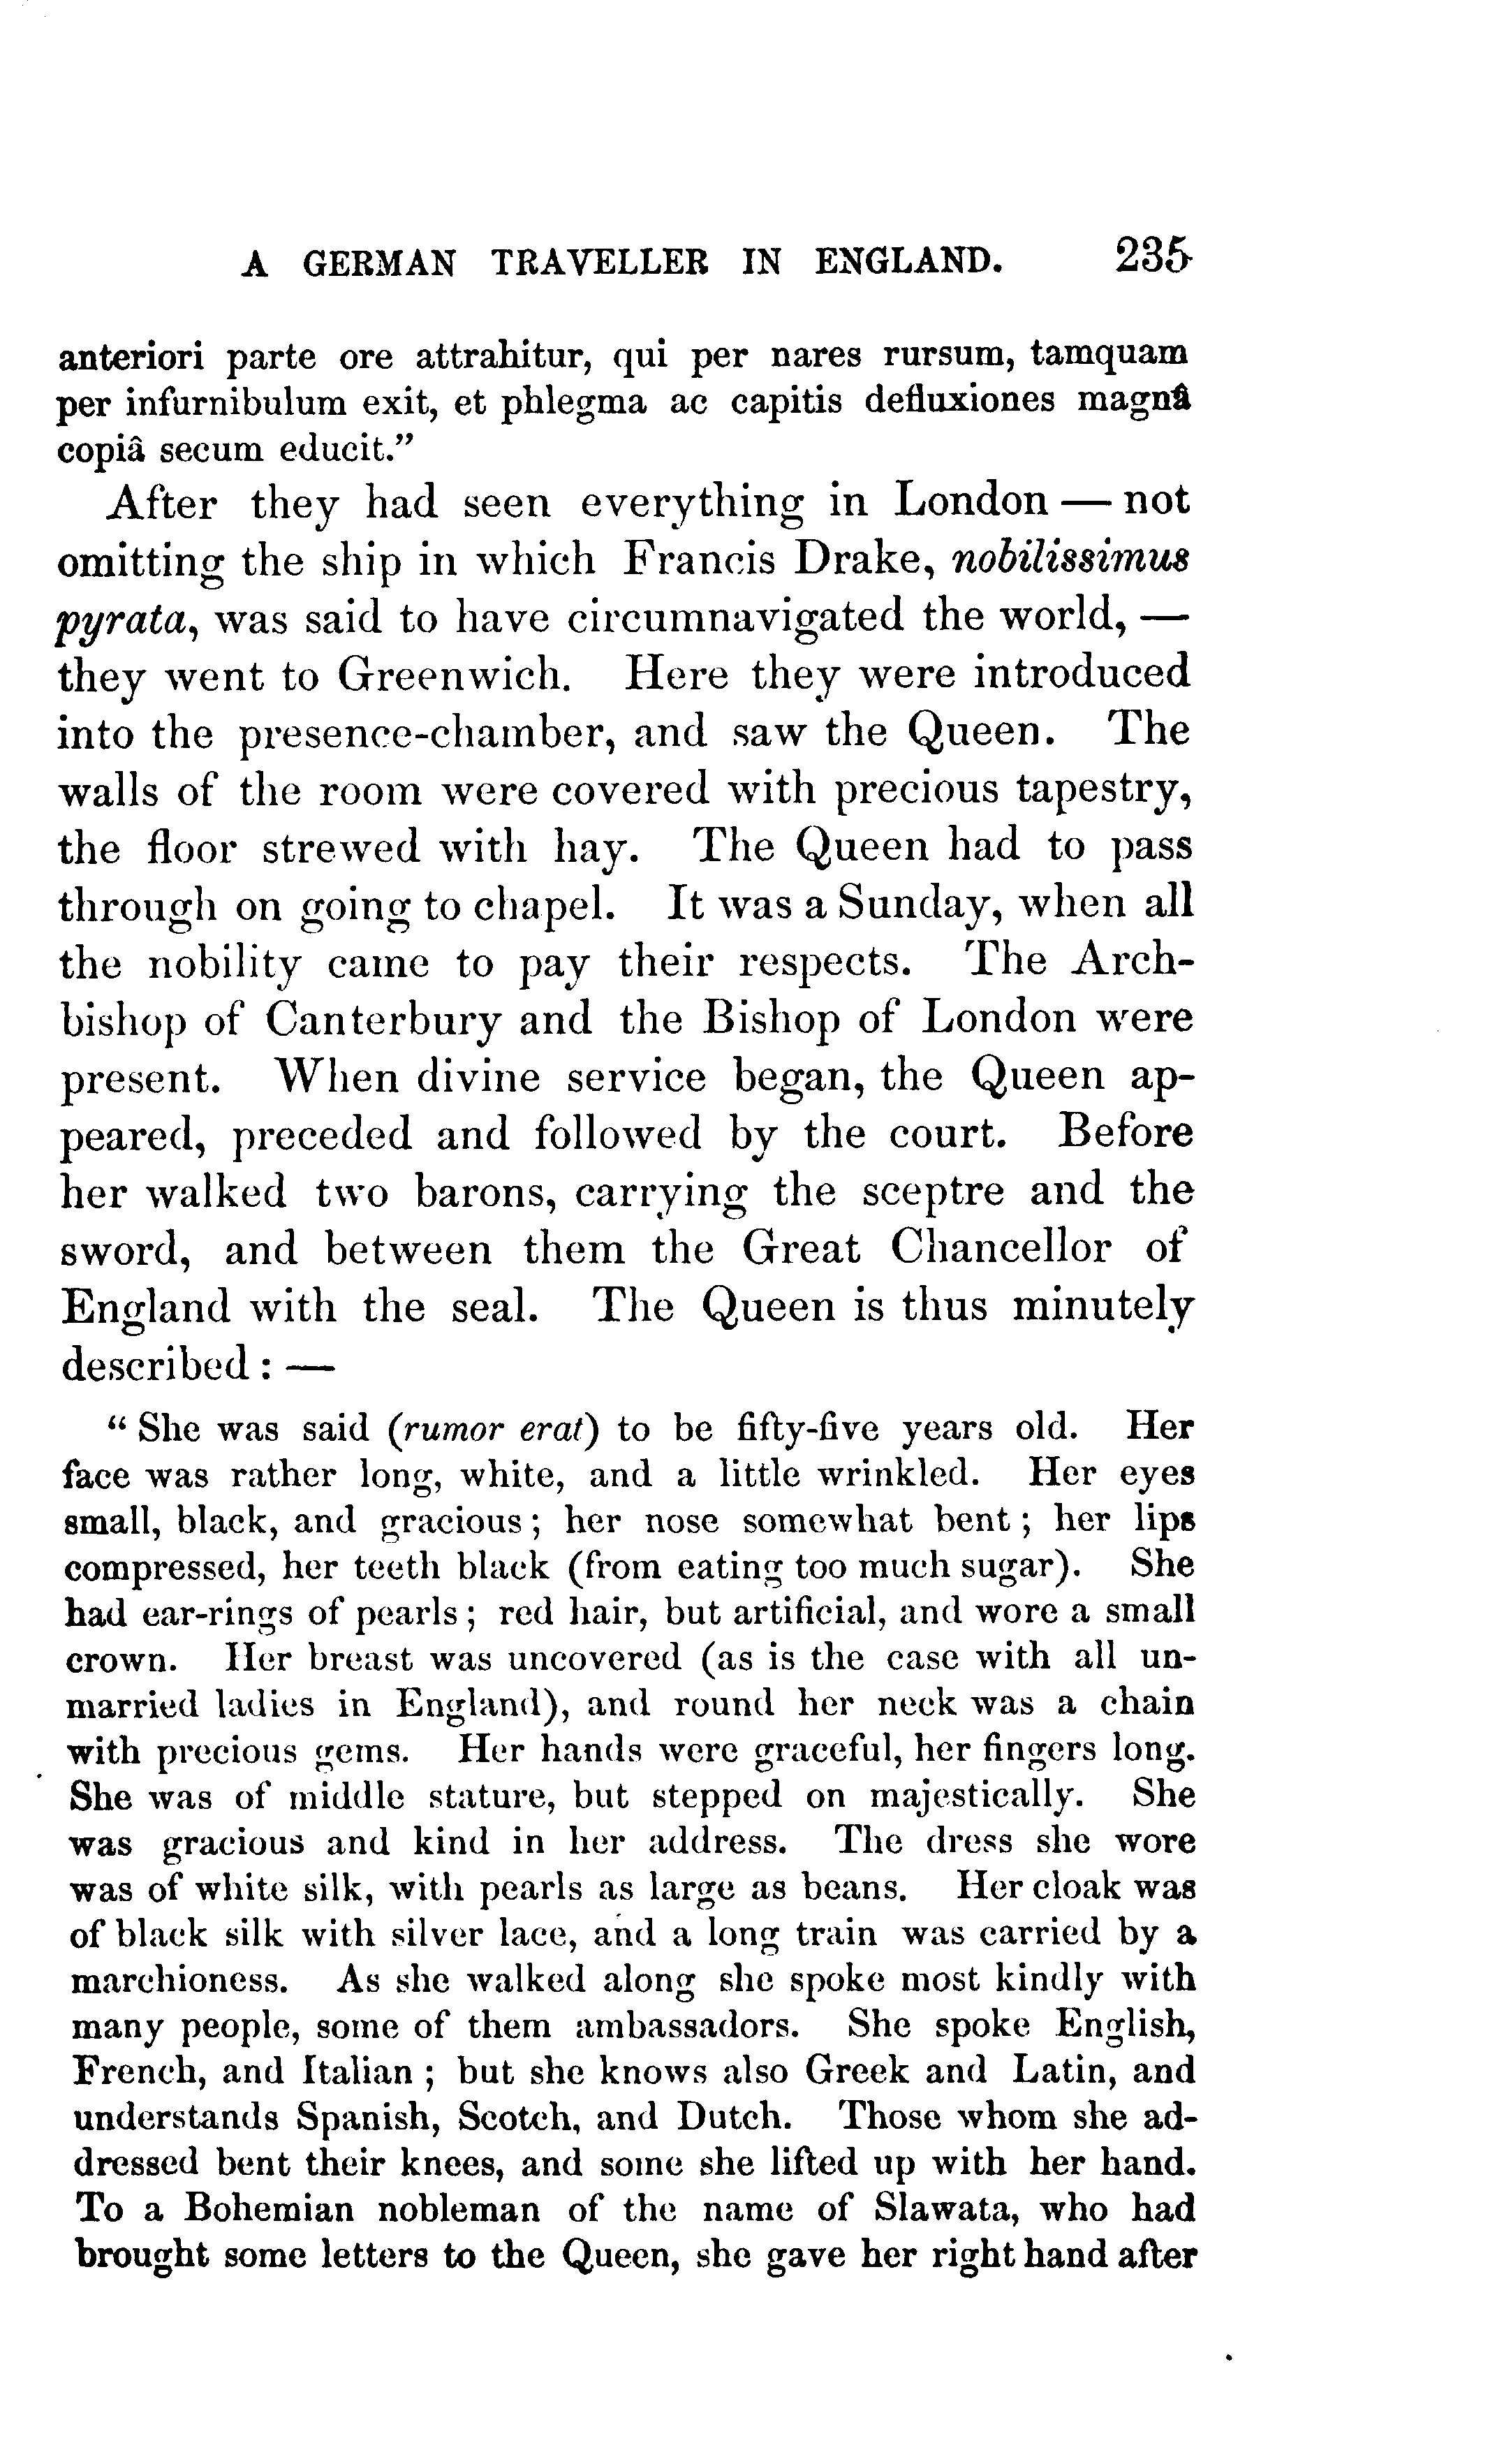 A GERMAN TRAVELLER IN ENGLAND. 235
anteriori parte ore attrahitur, qui per nares rursum, tamquam
per infurnibulum exit, et phlegma ac capitis defluxiones magnâ
copiâ secum educit.”
After they had seen everything in London — not
omitting the ship in which Francis Drake, nobilissimus
pyrata, was said to have circumnavigated the world, —
they went to Greenwich. Here they were introduced
into the presence-chamber, and saw the Queen. The
walls of the room were covered with precious tapestry,
the floor strewed with hay. The Queen had to pass
through on going to chapel. It was a Sunday, when all
the nobility came to pay their respects. The Arch-
bishop of Canterbury and the Bishop of London were
present. When divine service began, the Queen ap-
peared, preceded and followed by the court. Before
her walked two barons, carrying the sceptre and the
sword, and between them the Great Chancellor of
England with the seal. The Queen is thus minutely
described : —
“ She was said (rumor erat) to be fifty-five years old. Her
face was rather long, white, and a little wrinkled. Her eyes
small, black, and gracious ; her nose somewhat bent ; her lips
compressed, her teeth black (from eating too much sugar). She
had ear-rings of pearls ; red hair, but artificial, and wore a small
crown. Her breast was uncovered (as is the case with all un-
married ladies in England), and round her neck was a chain
with precious gems. Her hands were graceful, her fingers long.
She was of middle stature, but stepped on majestically. She
was gracious and kind in her address. The dress she wore
was of white silk, with pearls as large as beans. Her cloak was
of black silk with silver lace, and a long train was carried by a
marchioness. As she walked along she spoke most kindly with
many people, some of them ambassadors. She spoke English,
French, and Italian ; but she knows also Greek and Latin, and
understands Spanish, Scotch, and Dutch. Those whom she ad-
dressed bent their knees, and some she lifted up with her hand.
To a Bohemian nobleman of the name of Slawata, who had
brought some letters to the Queen, she gave her right hand after